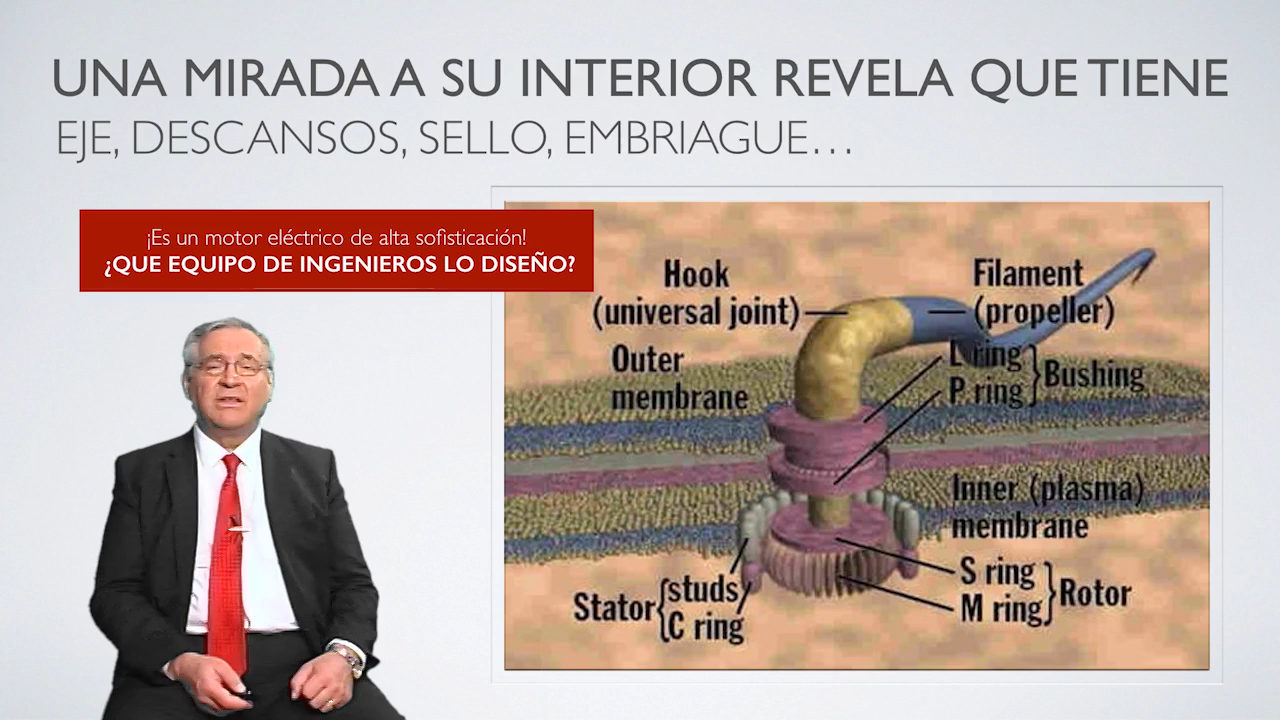 UNA MIRADA A SU INTERIOR REVELA QUE TIENE
EJE, DESCANSOS, SELLO, EMBRIAGUE…
¡Es un motor eléctrico de alta sofisticación!
¿QUE EQUIPO DE INGENIEROS LO DISEÑO?
Hook
(universal joint)
Filament
(propeller)
Outer
membrane
L ring
P ring
Bushing
Inner (plasma)
membrane
S ring
M ring
Rotor
Stator
studs
C ring